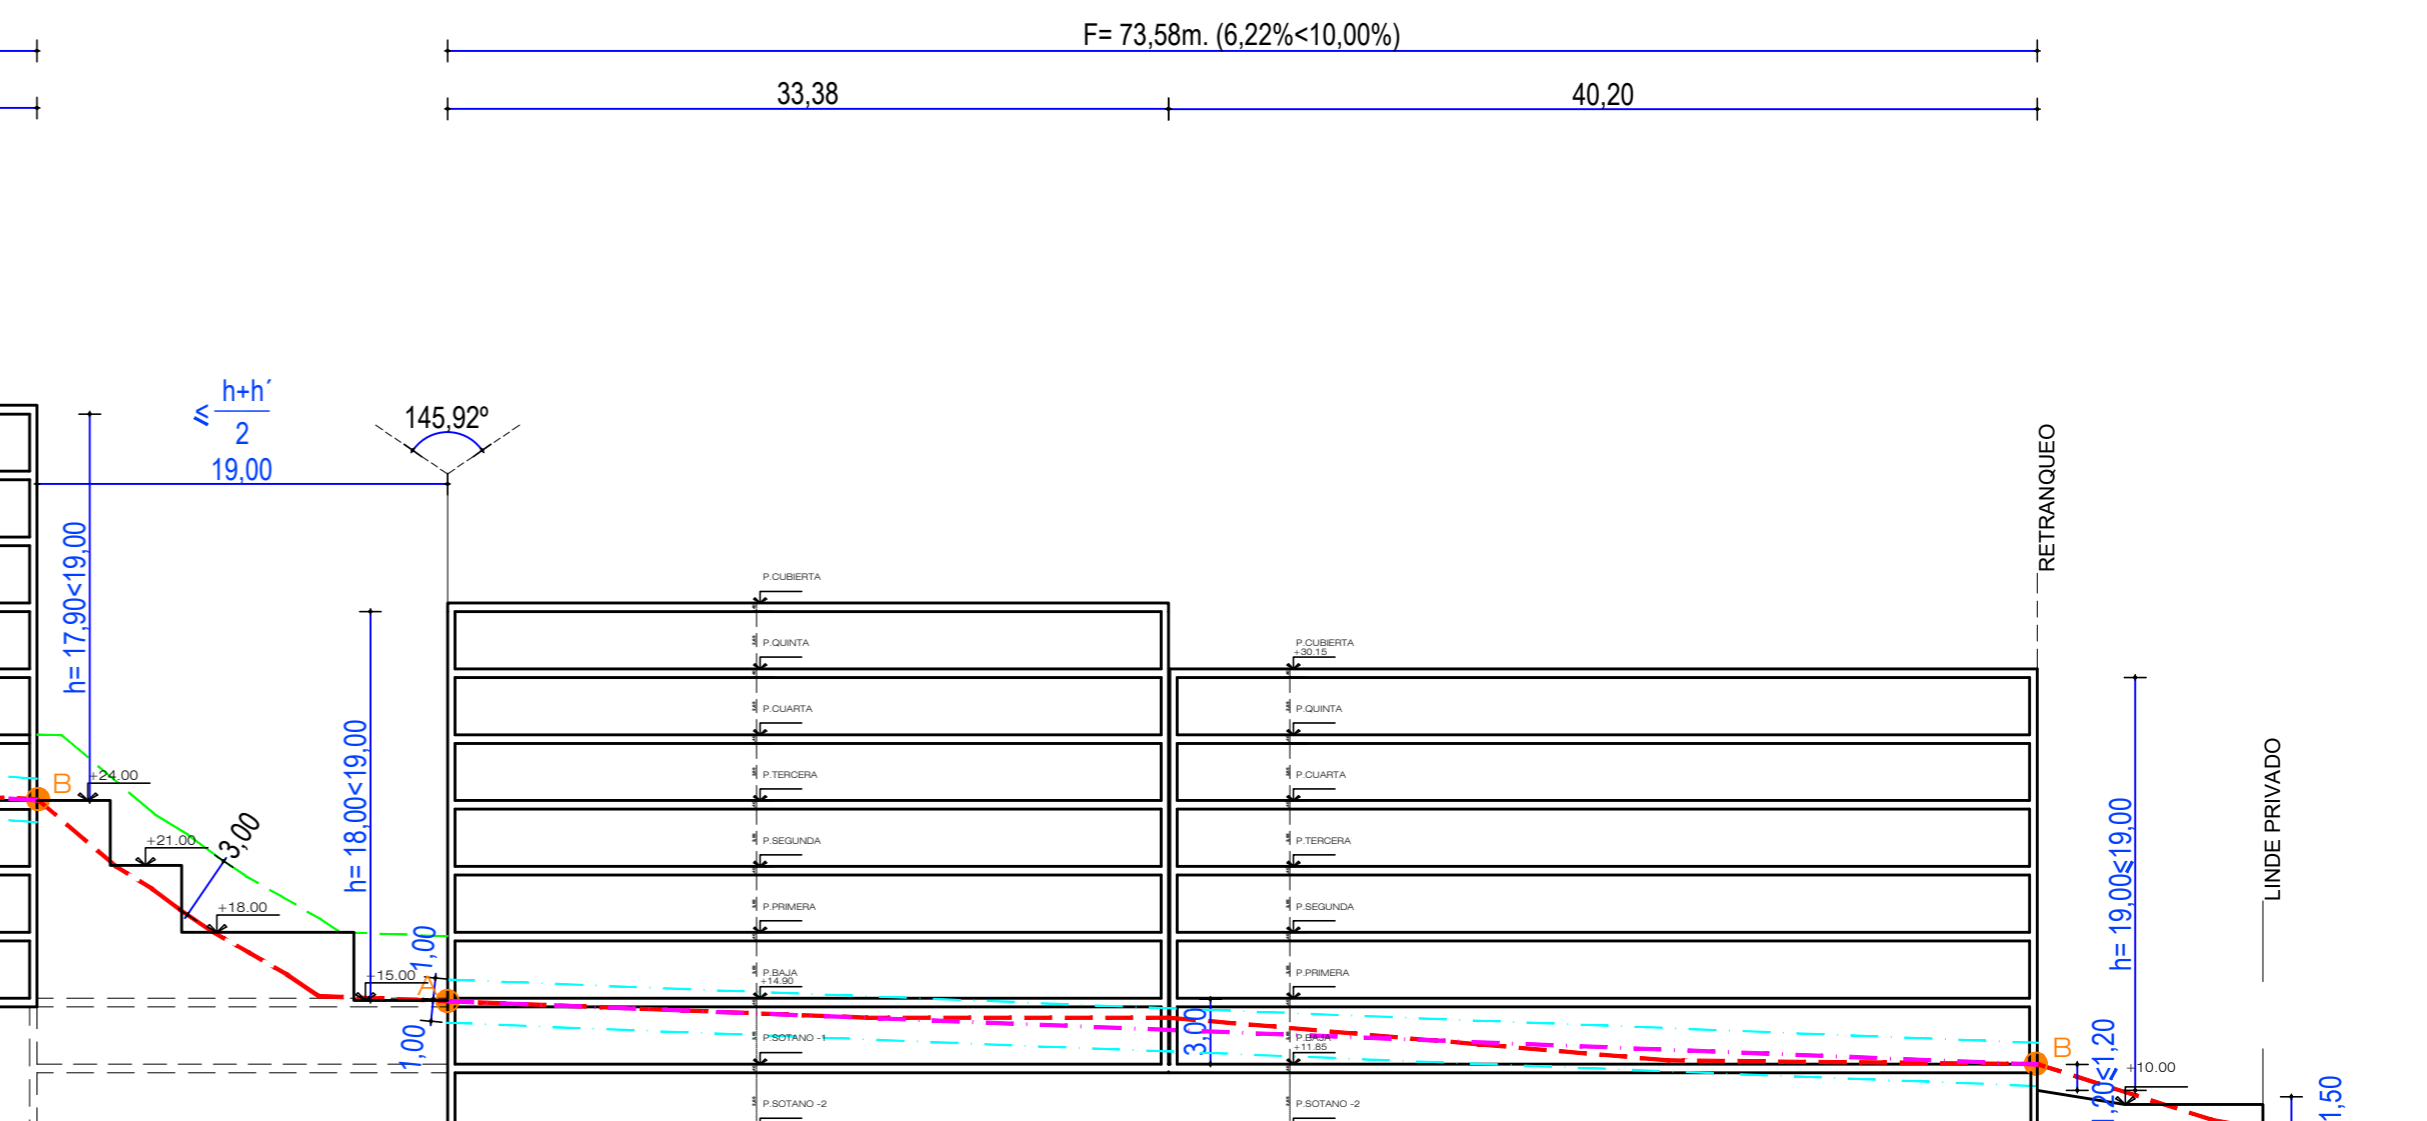 F= 73,58m. (6,22%<10,00%)
33,38
40,20
≤ h+h´
2
19,00
145,92º
h= 17,90<19,00
h= 18,00<19,00
RETRANQUEO
LINDE PRIVADO
P.CUBIERTA
P.QUINTA
P.CUARTA
P.TERCERA
P.SEGUNDA
P.PRIMERA
P.BAJA
+14.90
P.SOTANO -1
P.SOTANO -2
P.CUBIERTA
+30.15
P.QUINTA
P.CUARTA
P.TERCERA
P.SEGUNDA
P.PRIMERA
P.BAJA
+11.85
P.SOTANO -2
B
+24.00
+21.00
3,00
+18.00
+15.00
A
1,00
1,00
3,00
h= 19,00≤19,00
B
+10.00
1,20≤1,20
1,50